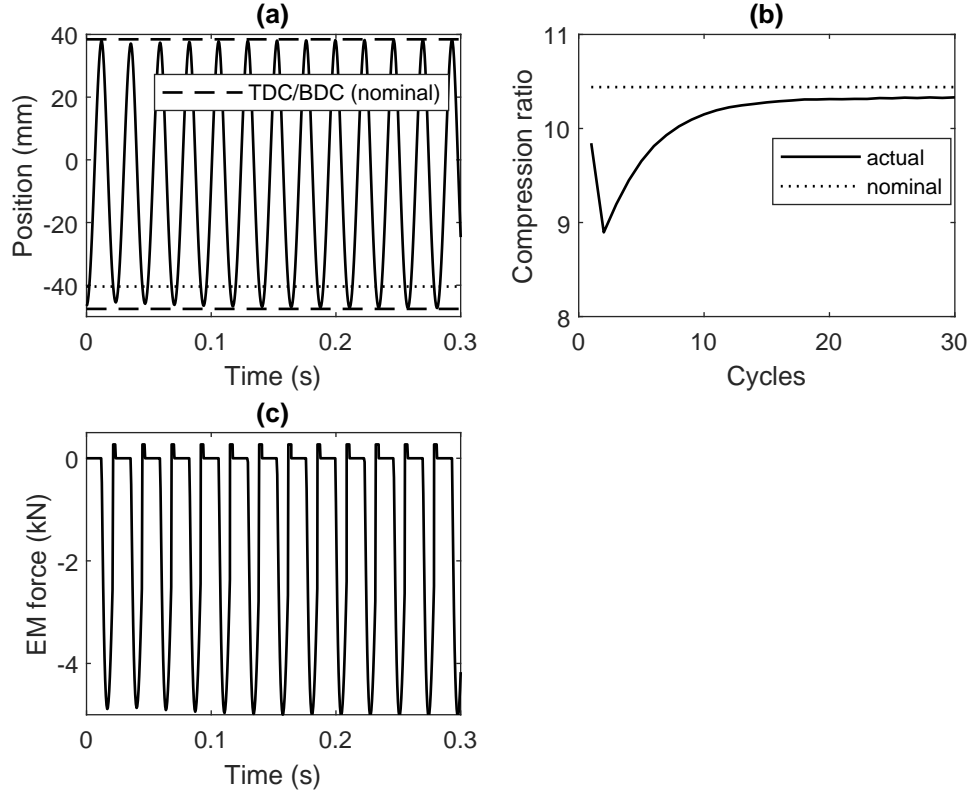 (a)
40
20
0
-20
-40
Position (mm)
TDC/BDC (nominal)
0
0.1
0.2
0.3
Time (s)
(b)
11
10
9
8
Compression ratio
actual
nominal
0
10
20
30
Cycles
(c)
0
-2
-4
EM force (kN)
0
0.1
0.2
0.3
Time (s)